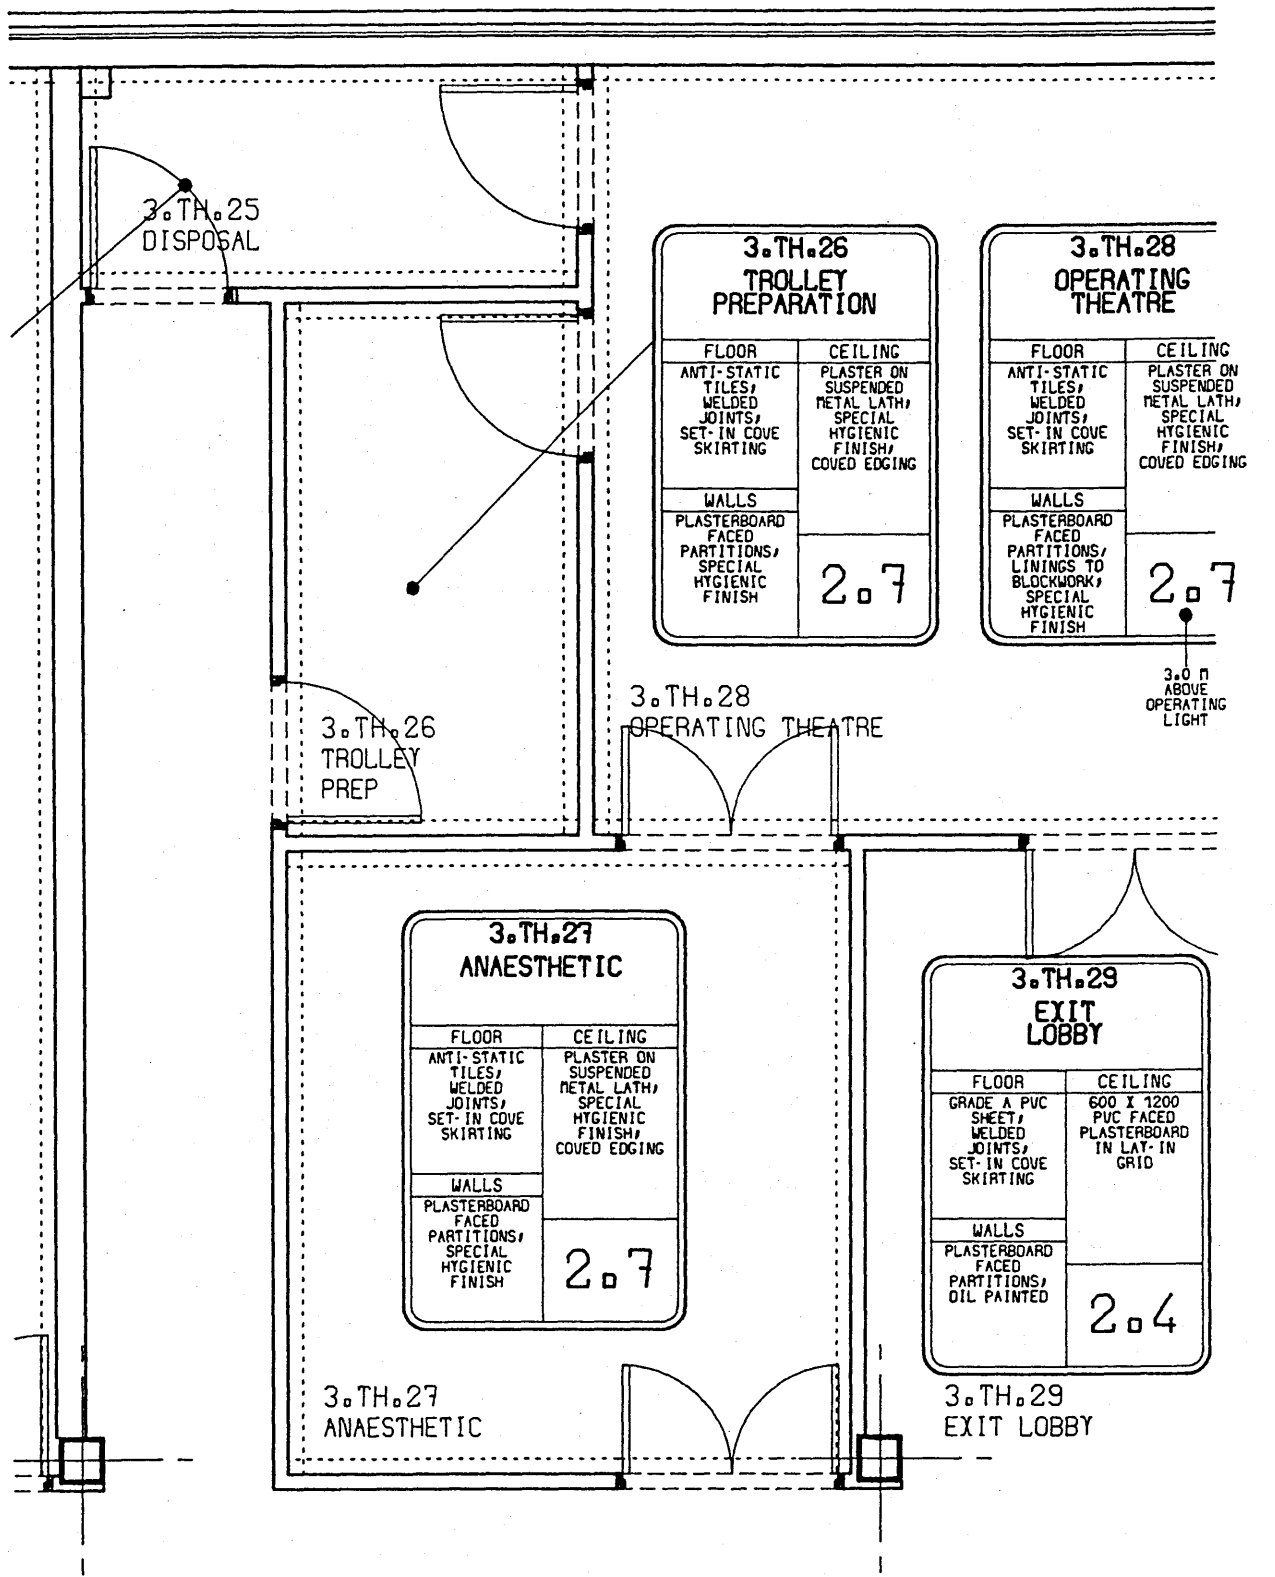 3.TH.25
DISPOSAL
3.TH.26
TROLLEY
PREPARATION
FLOOR
ANTI-STATIC
TILES,
WELDED
JOINTS,
SET-IN COVE
SKIRTING
CEILING
PLASTER ON
SUSPENDED
METAL LATH,
SPECIAL
HYGIENIC
FINISH,
COVED EDGING
WALLS
PLASTERBOARD
FACED
PARTITIONS,
SPECIAL
HYGIENIC
FINISH
2.7
3.TH.28
OPERATING
THEATRE
FLOOR
ANTI-STATIC
TILES,
WELDED
JOINTS,
SET-IN COVE
SKIRTING
CEILING
PLASTER ON
SUSPENDED
METAL LATH,
SPECIAL
HYGIENIC
FINISH,
COVED EDGING
WALLS
PLASTERBOARD
FACED
PARTITIONS,
LININGS TO
BLOCKWORK,
SPECIAL
HYGIENIC
FINISH
2.7
3.0 M
ABOVE
OPERATING
LIGHT
3.TH.28
OPERATING THEATRE
3.TH.26
TROLLEY
PREP
3.TH.27
ANAESTHETIC
FLOOR
ANTI-STATIC
TILES,
WELDED
JOINTS,
SET-IN COVE
SKIRTING
CEILING
PLASTER ON
SUSPENDED
METAL LATH,
SPECIAL
HYGIENIC
FINISH,
COVED EDGING
WALLS
PLASTERBOARD
FACED
PARTITIONS,
SPECIAL
HYGIENIC
FINISH
2.7
3.TH.29
EXIT
LOBBY
FLOOR
GRADE A PVC
SHEET,
WELDED
JOINTS,
SET-IN COVE
SKIRTING
CEILING
600 X 1200
PVC FACED
PLASTERBOARD
IN LAY-IN
GRID
WALLS
PLASTERBOARD
FACED
PARTITIONS,
OIL PAINTED
2.4
3.TH.27
ANAESTHETIC
3.TH.29
EXIT LOBBY